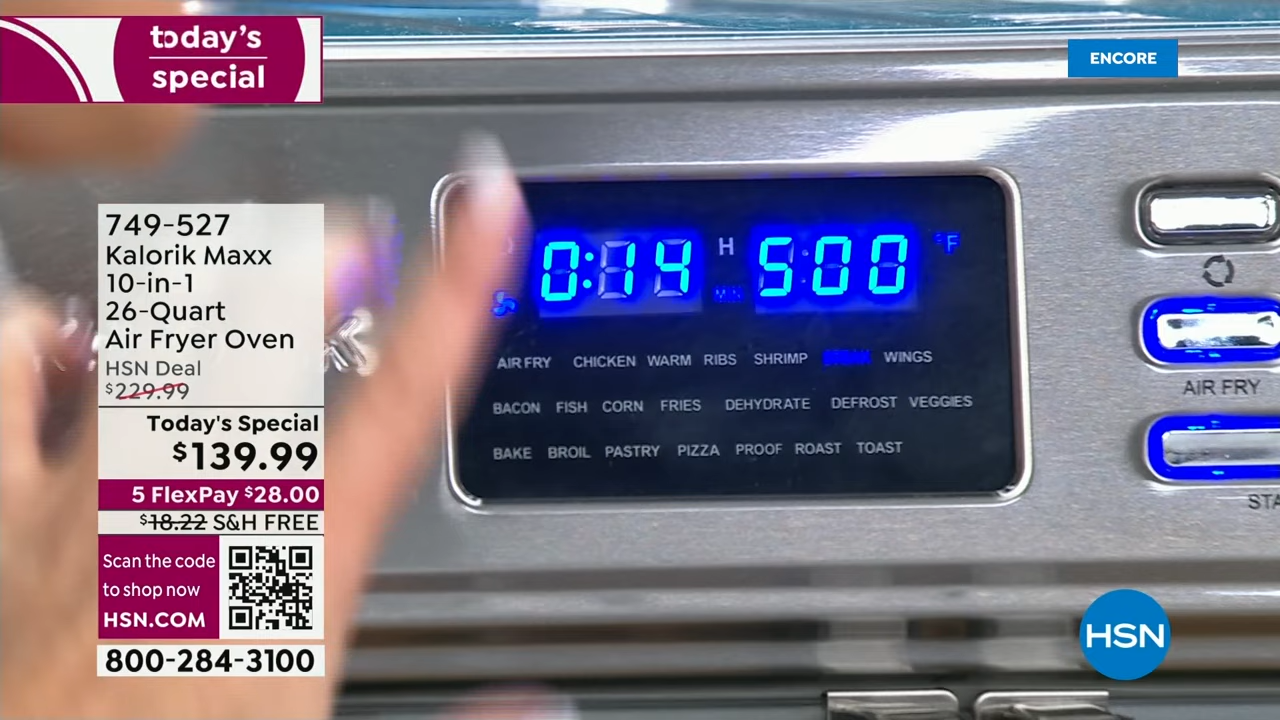 today's
special
ENCORE
749-527
Kalorik Maxx
10-in-1
26-Quart
Air Fryer Oven
HSN Deal
$229.99
Today's Special
$139.99
5 FlexPay $28.00
$18.22 S&H FREE
Scan the code
to shop now
HSN.COM
800-284-3100
0:14 H 500 °F
MIN
AIR FRY CHICKEN WARM RIBS SHRIMP WINGS
BACON FISH CORN FRIES DEHYDRATE DEFROST VEGGIES
BAKE BROIL PASTRY PIZZA PROOF ROAST TOAST
AIR FRY
HSN